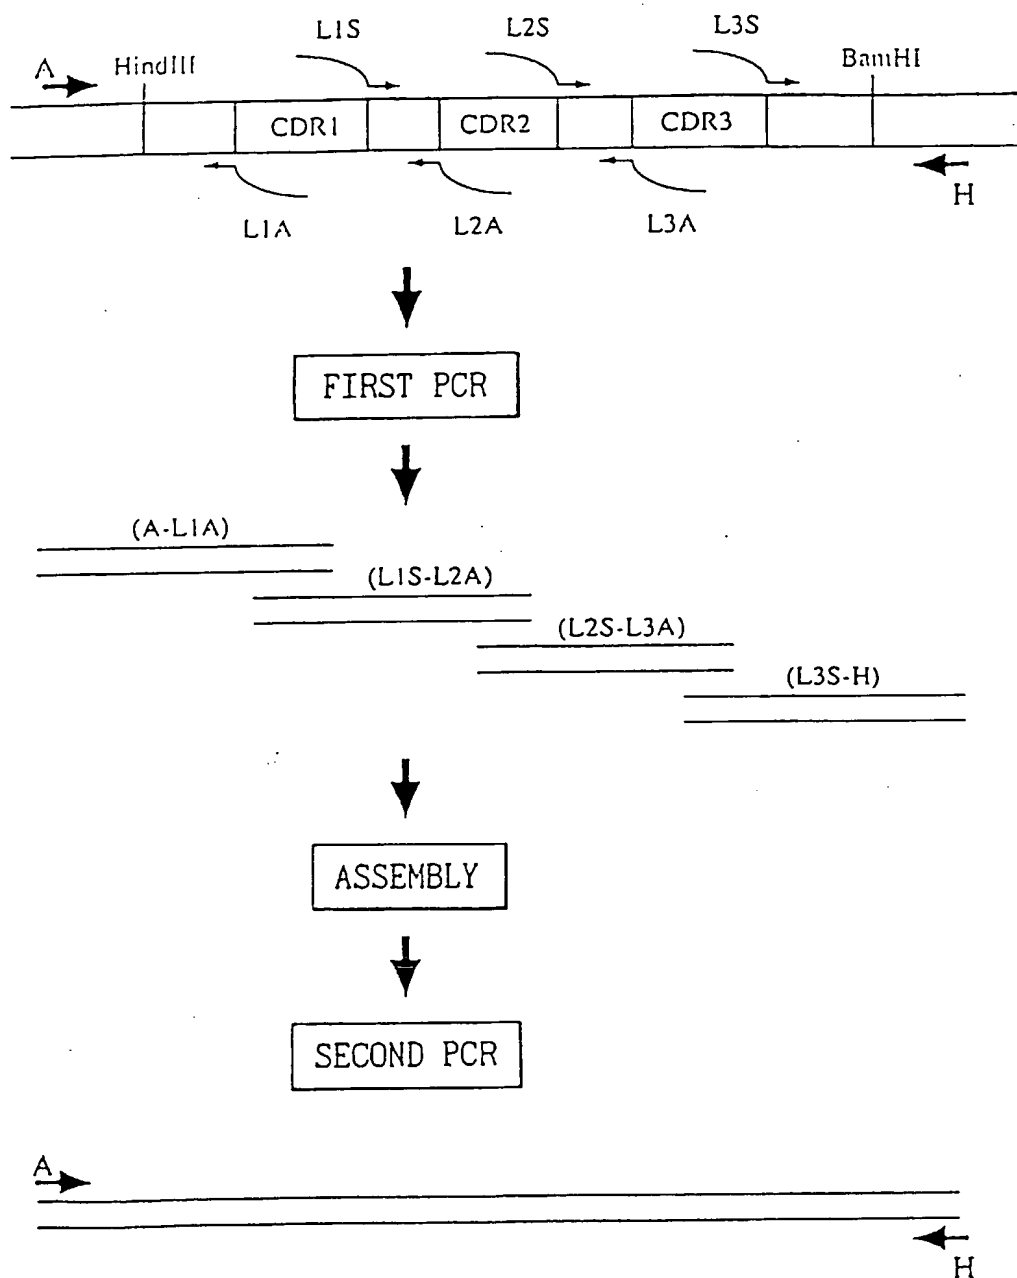 L1S
L2S
L3S
A
HindIII
BamHI
CDR1
CDR2
CDR3
L1A
L2A
L3A
H
FIRST PCR
(A-L1A)
(L1S-L2A)
(L2S-L3A)
(L3S-H)
ASSEMBLY
SECOND PCR
A
H